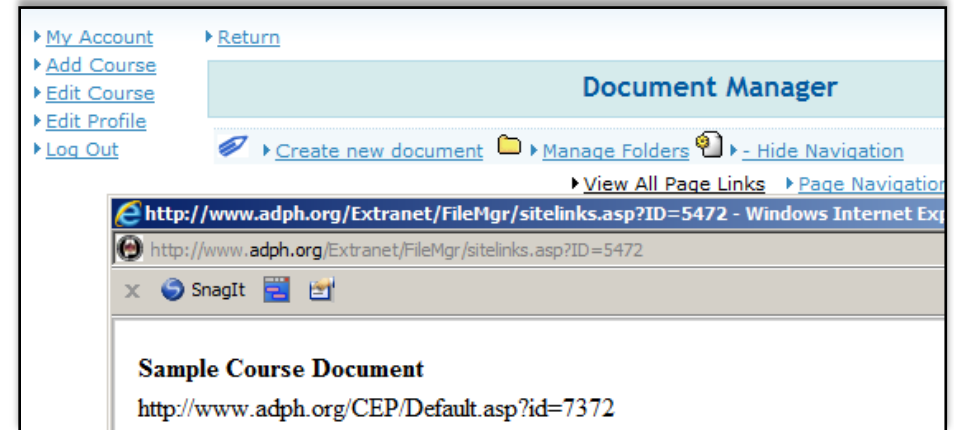 My Account
Return
Add Course
Edit Course
Document Manager
Edit Profile
Log Out
Create new document Manage Folders - Hide Navigation
View All Page Links Page Navigation
http://www.adph.org/Extranet/FileMgr/sitelinks.asp?ID=5472 - Windows Internet Exp
http://www.adph.org/Extranet/FileMgr/sitelinks.asp?ID=5472
x SnagIt
Sample Course Document
http://www.adph.org/CEP/Default.asp?id=7372